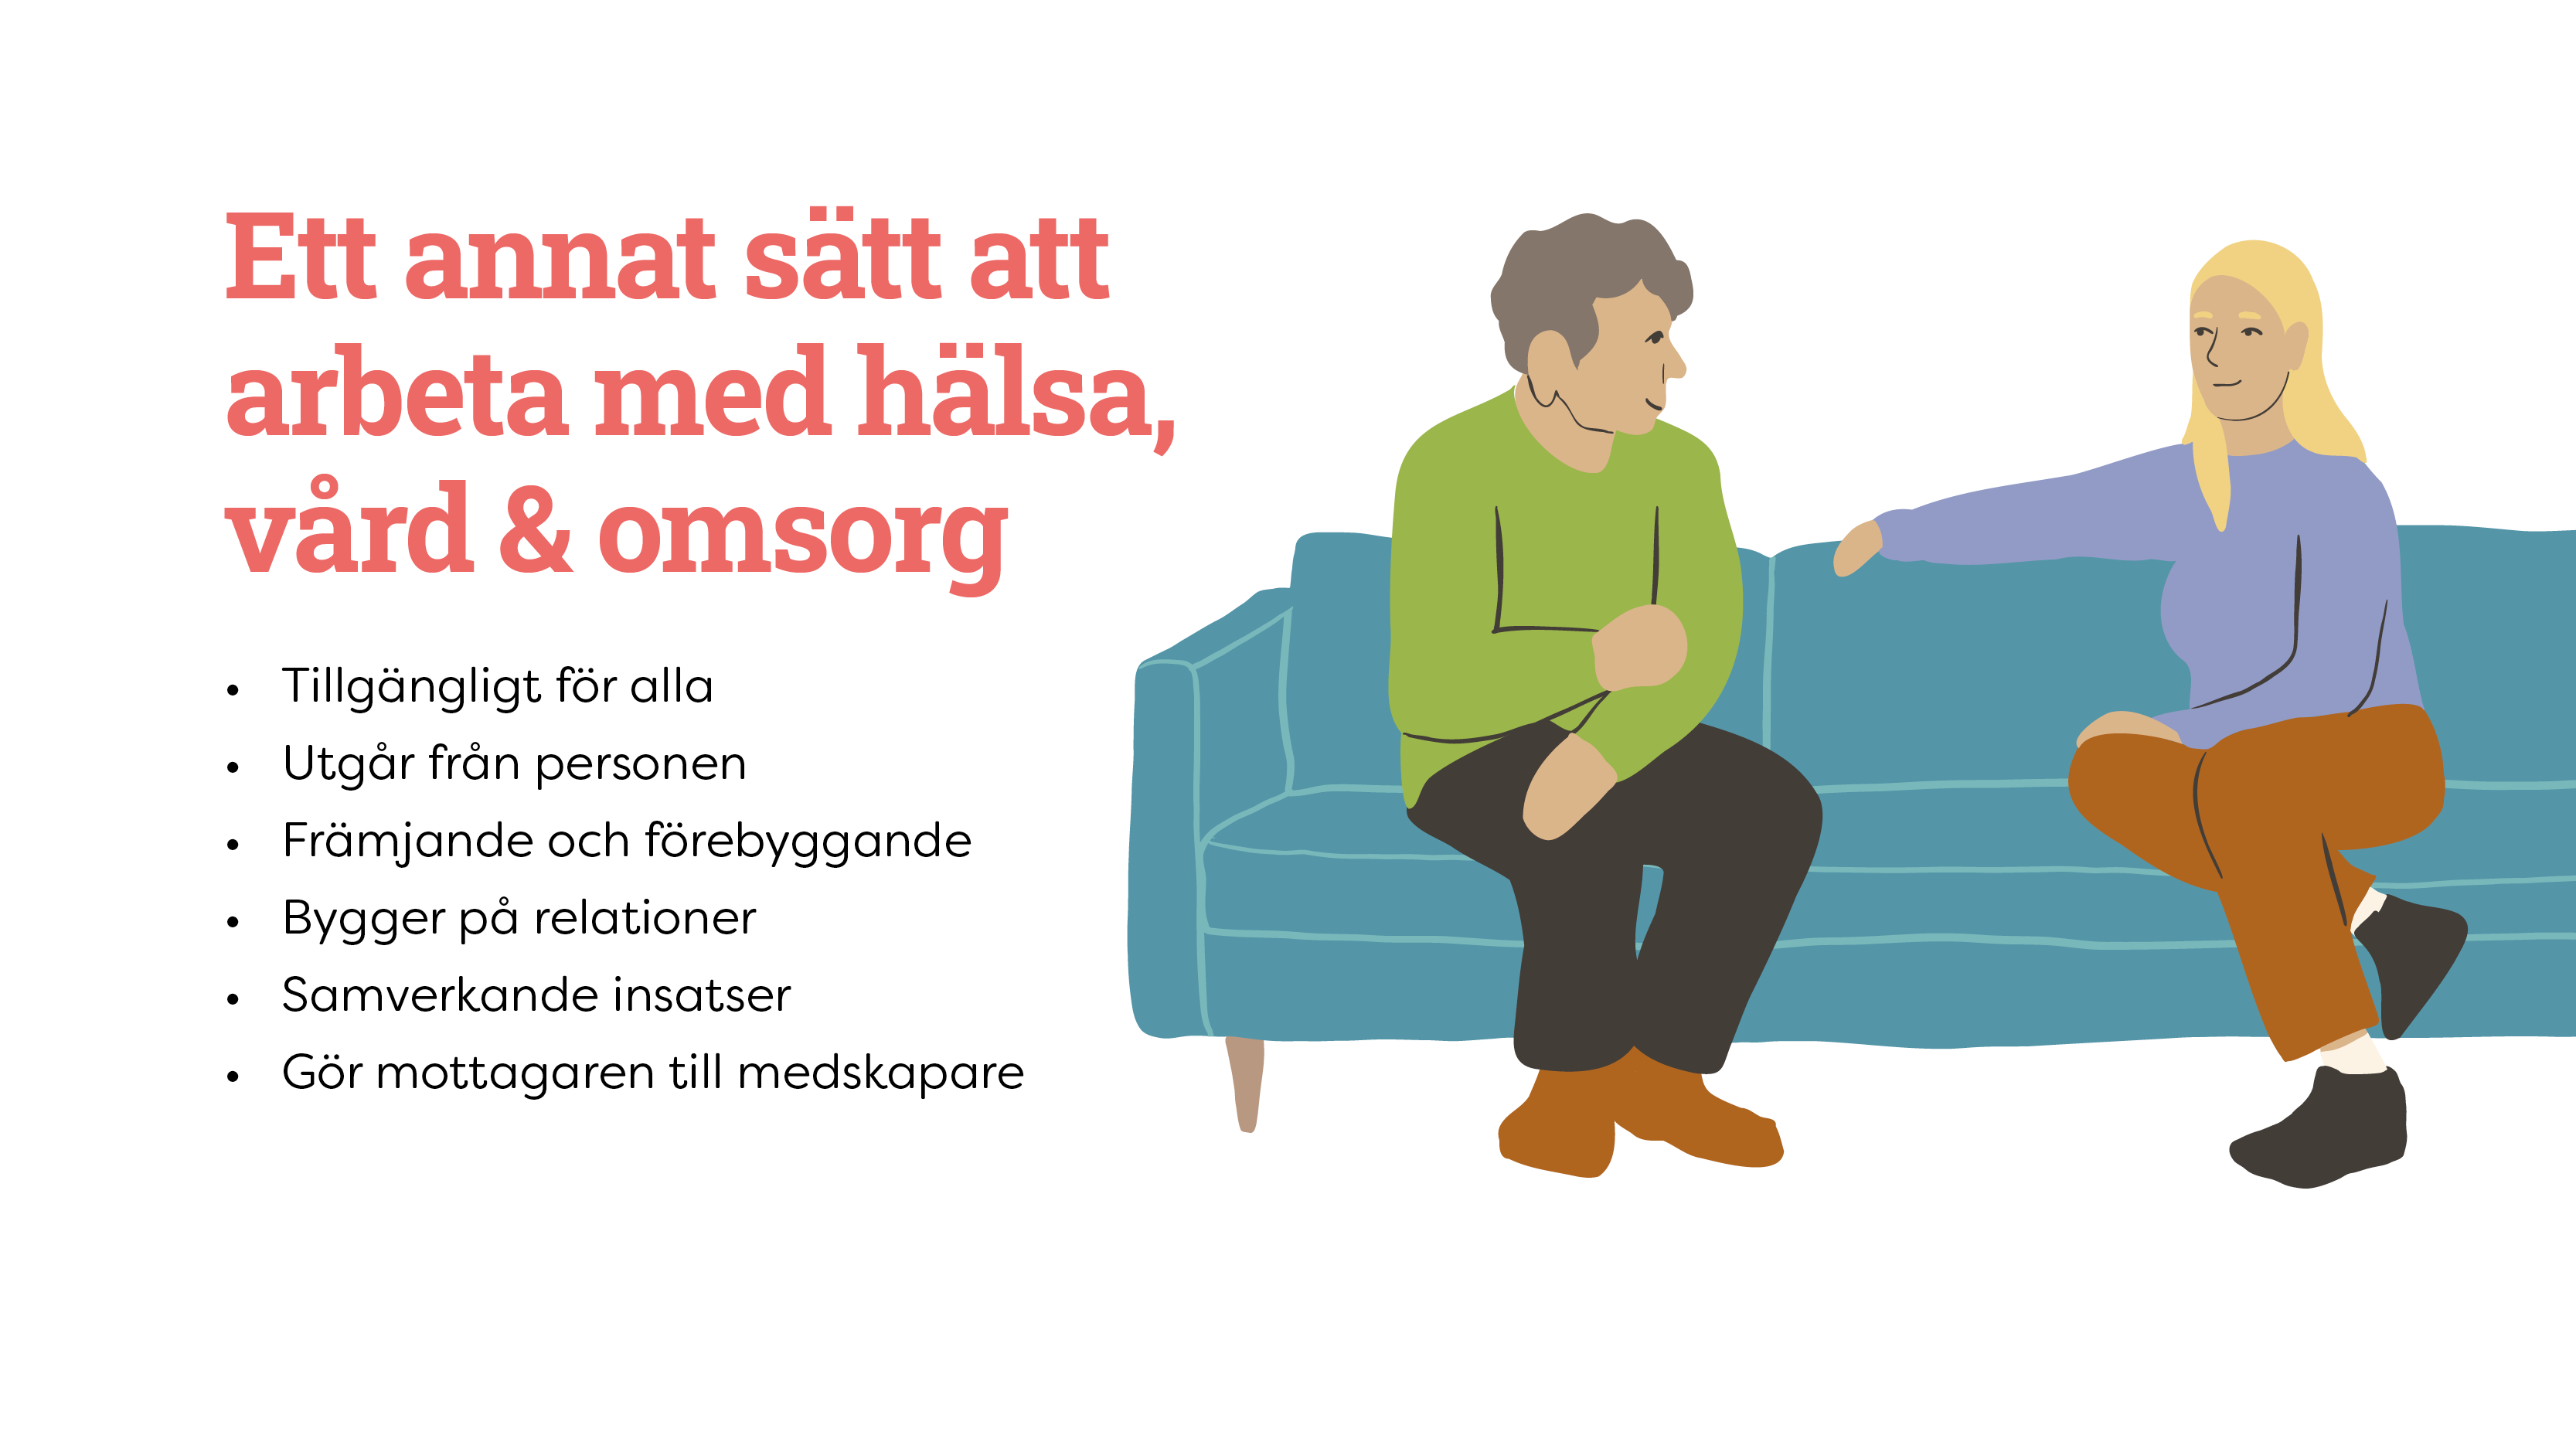 Ett annat sätt att
arbeta med hälsa,
vård & omsorg
• Tillgängligt för alla
• Utgår från personen
• Främjande och förebyggande
• Bygger på relationer
• Samverkande insatser
• Gör mottagaren till medskapare